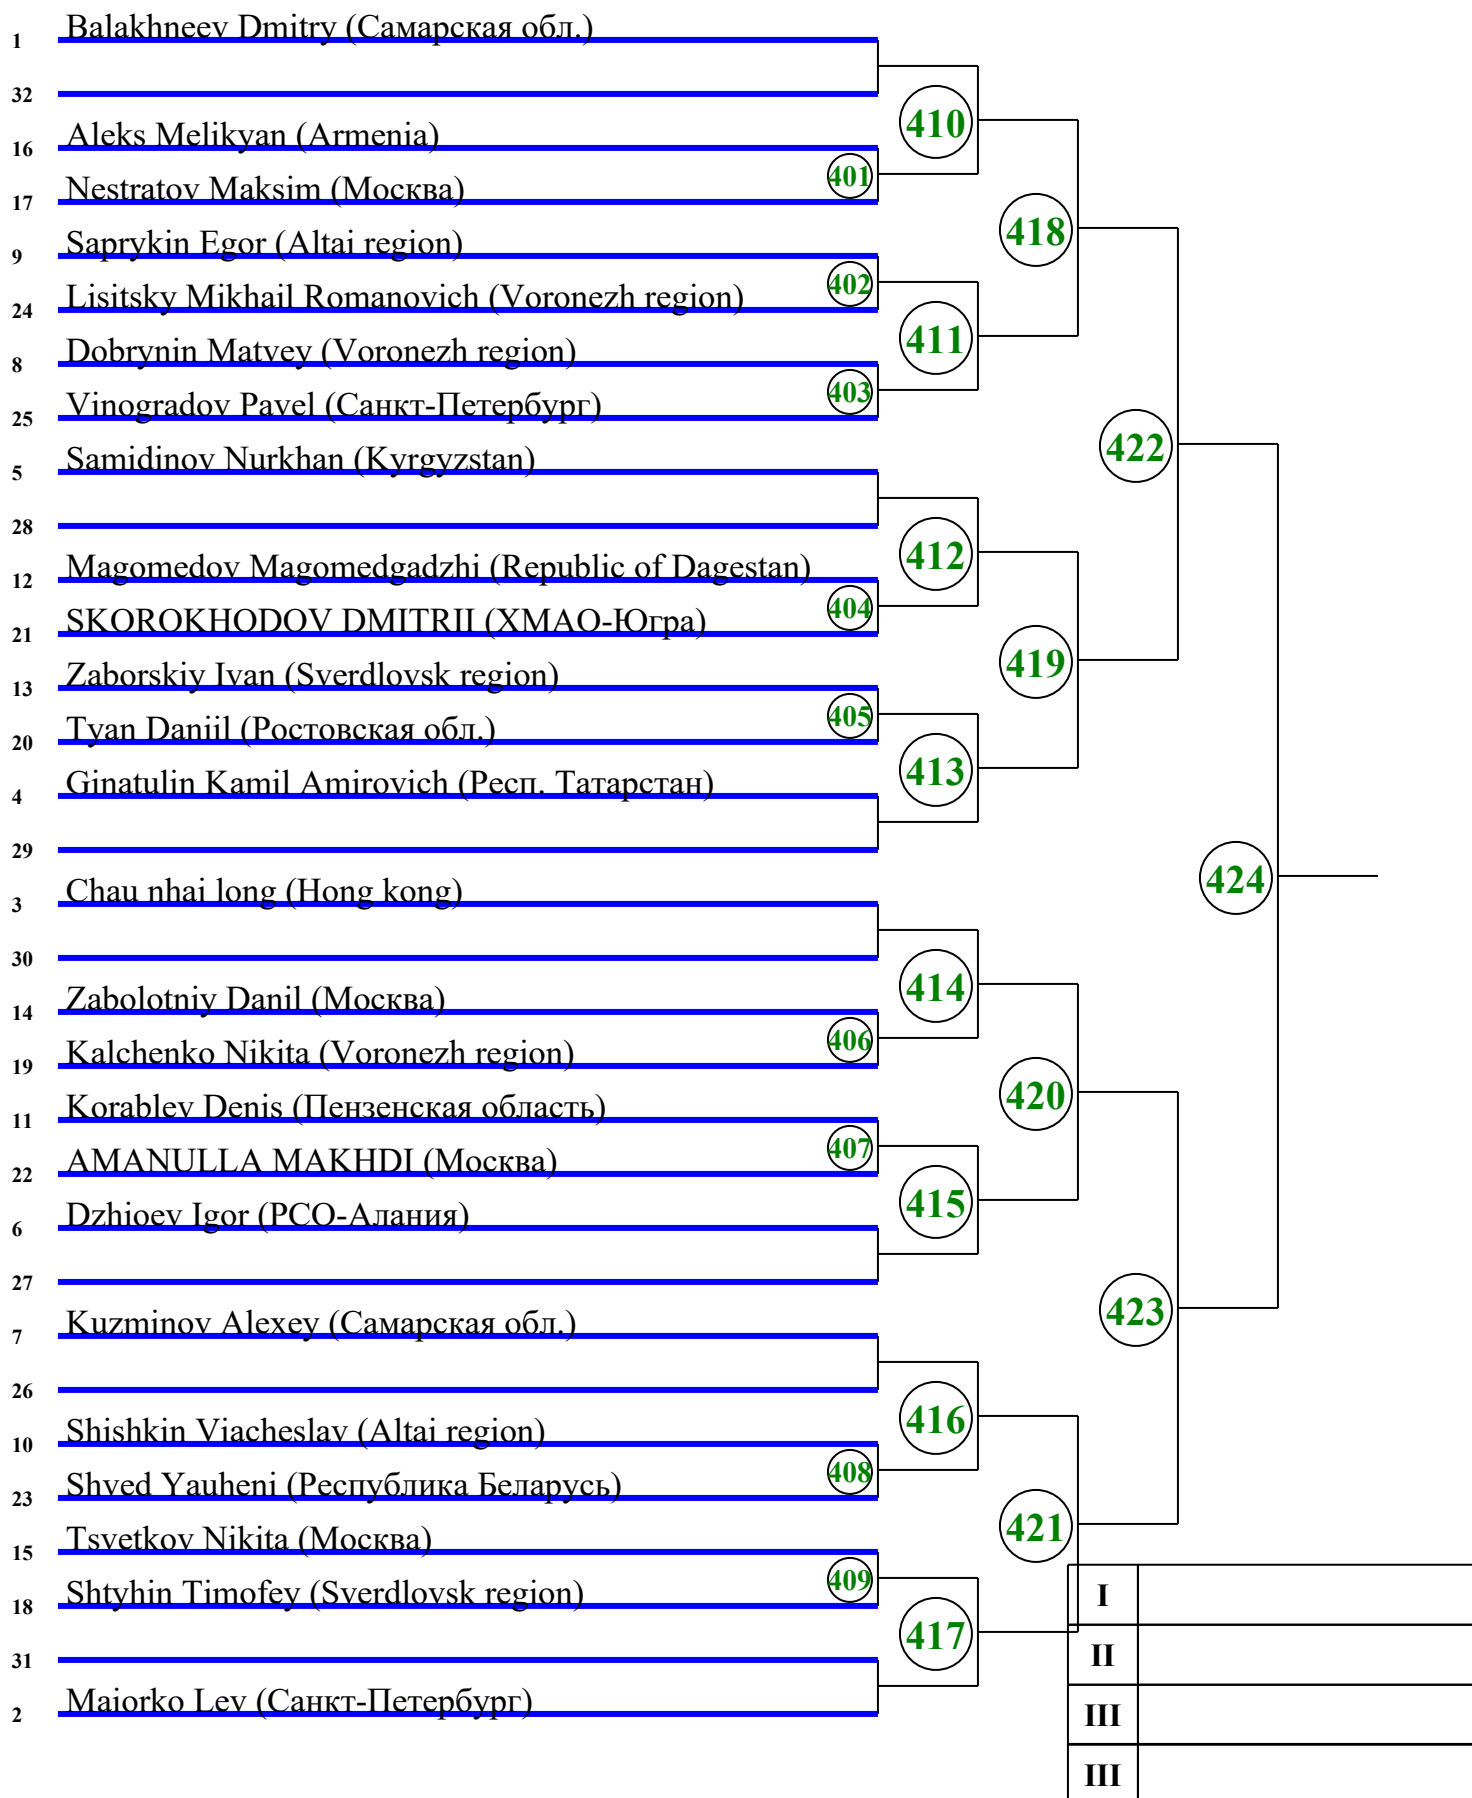 1 Balakhneev Dmitry (Самарская обл.)
32
410
16 Aleks Melikyan (Armenia)
401
17 Nestratov Maksim (Москва)
418
9 Saprykin Egor (Altai region)
402
24 Lisitsky Mikhail Romanovich (Voronezh region)
411
8 Dobrynin Matvey (Voronezh region)
403
25 Vinogradov Pavel (Санкт-Петербург)
422
5 Samidinov Nurkhan (Kyrgyzstan)
28
412
12 Magomedov Magomedgadzhi (Republic of Dagestan)
404
21 SKOROKHODOV DMITRII (ХМАО-Югра)
419
13 Zaborskiy Ivan (Sverdlovsk region)
405
20 Tyan Daniil (Ростовская обл.)
413
4 Ginatulin Kamil Amirovich (Респ. Татарстан)
29
424
3 Chau nhai long (Hong kong)
30
414
14 Zabolotniy Danil (Москва)
406
19 Kalchenko Nikita (Voronezh region)
420
11 Korablev Denis (Пензенская область)
407
22 AMANULLA MAKHDI (Москва)
415
6 Dzhioev Igor (РСО-Алания)
27
423
7 Kuzminov Alexey (Самарская обл.)
26
416
10 Shishkin Viacheslav (Altai region)
408
23 Shved Yauheni (Республика Беларусь)
421
15 Tsvetkov Nikita (Москва)
409
18 Shtyhin Timofey (Sverdlovsk region)
I
417
31
II
2 Maiorko Lev (Санкт-Петербург)
III
III